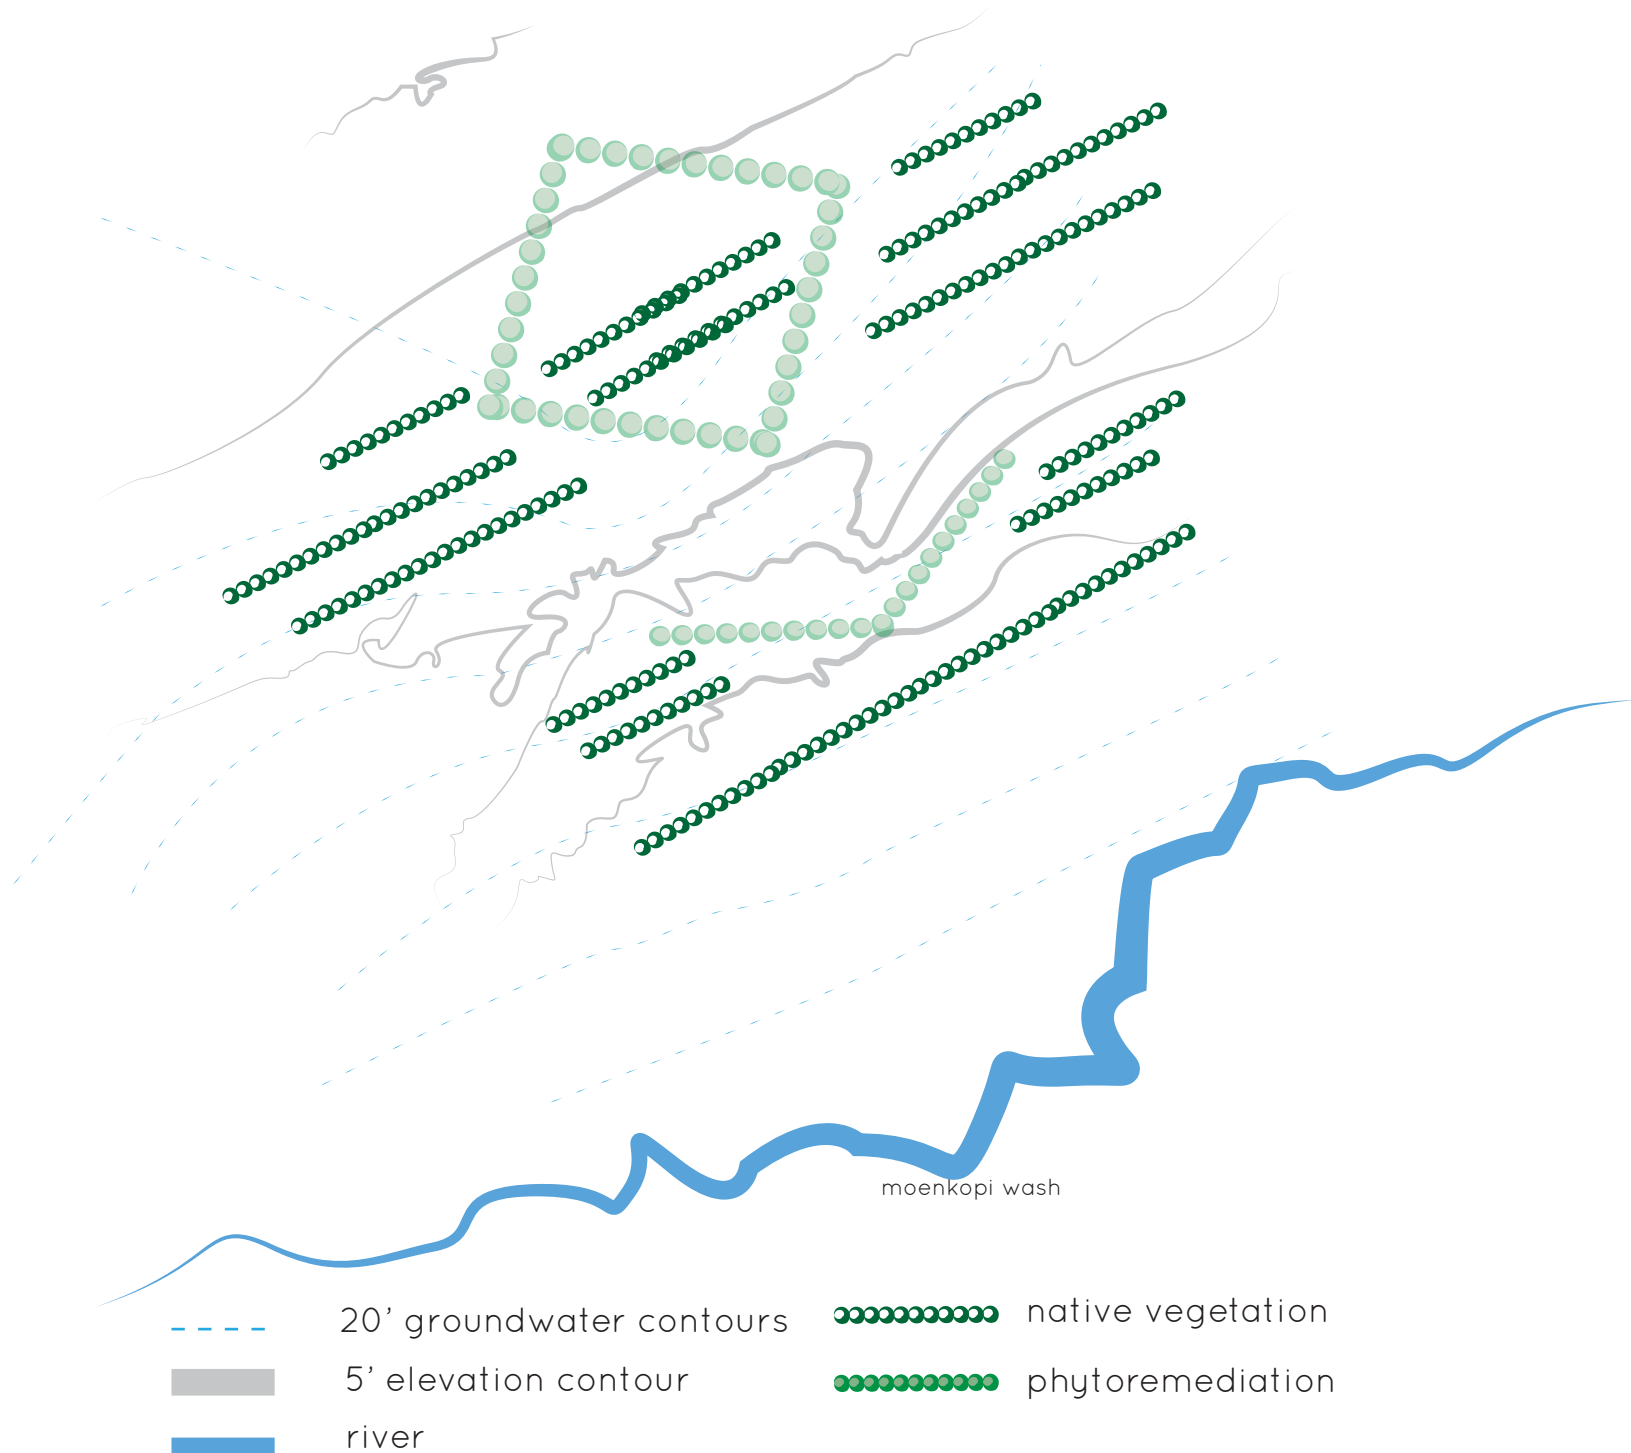 moenkopi wash
20’ groundwater contours
native vegetation
5’ elevation contour
phytoremediation
river